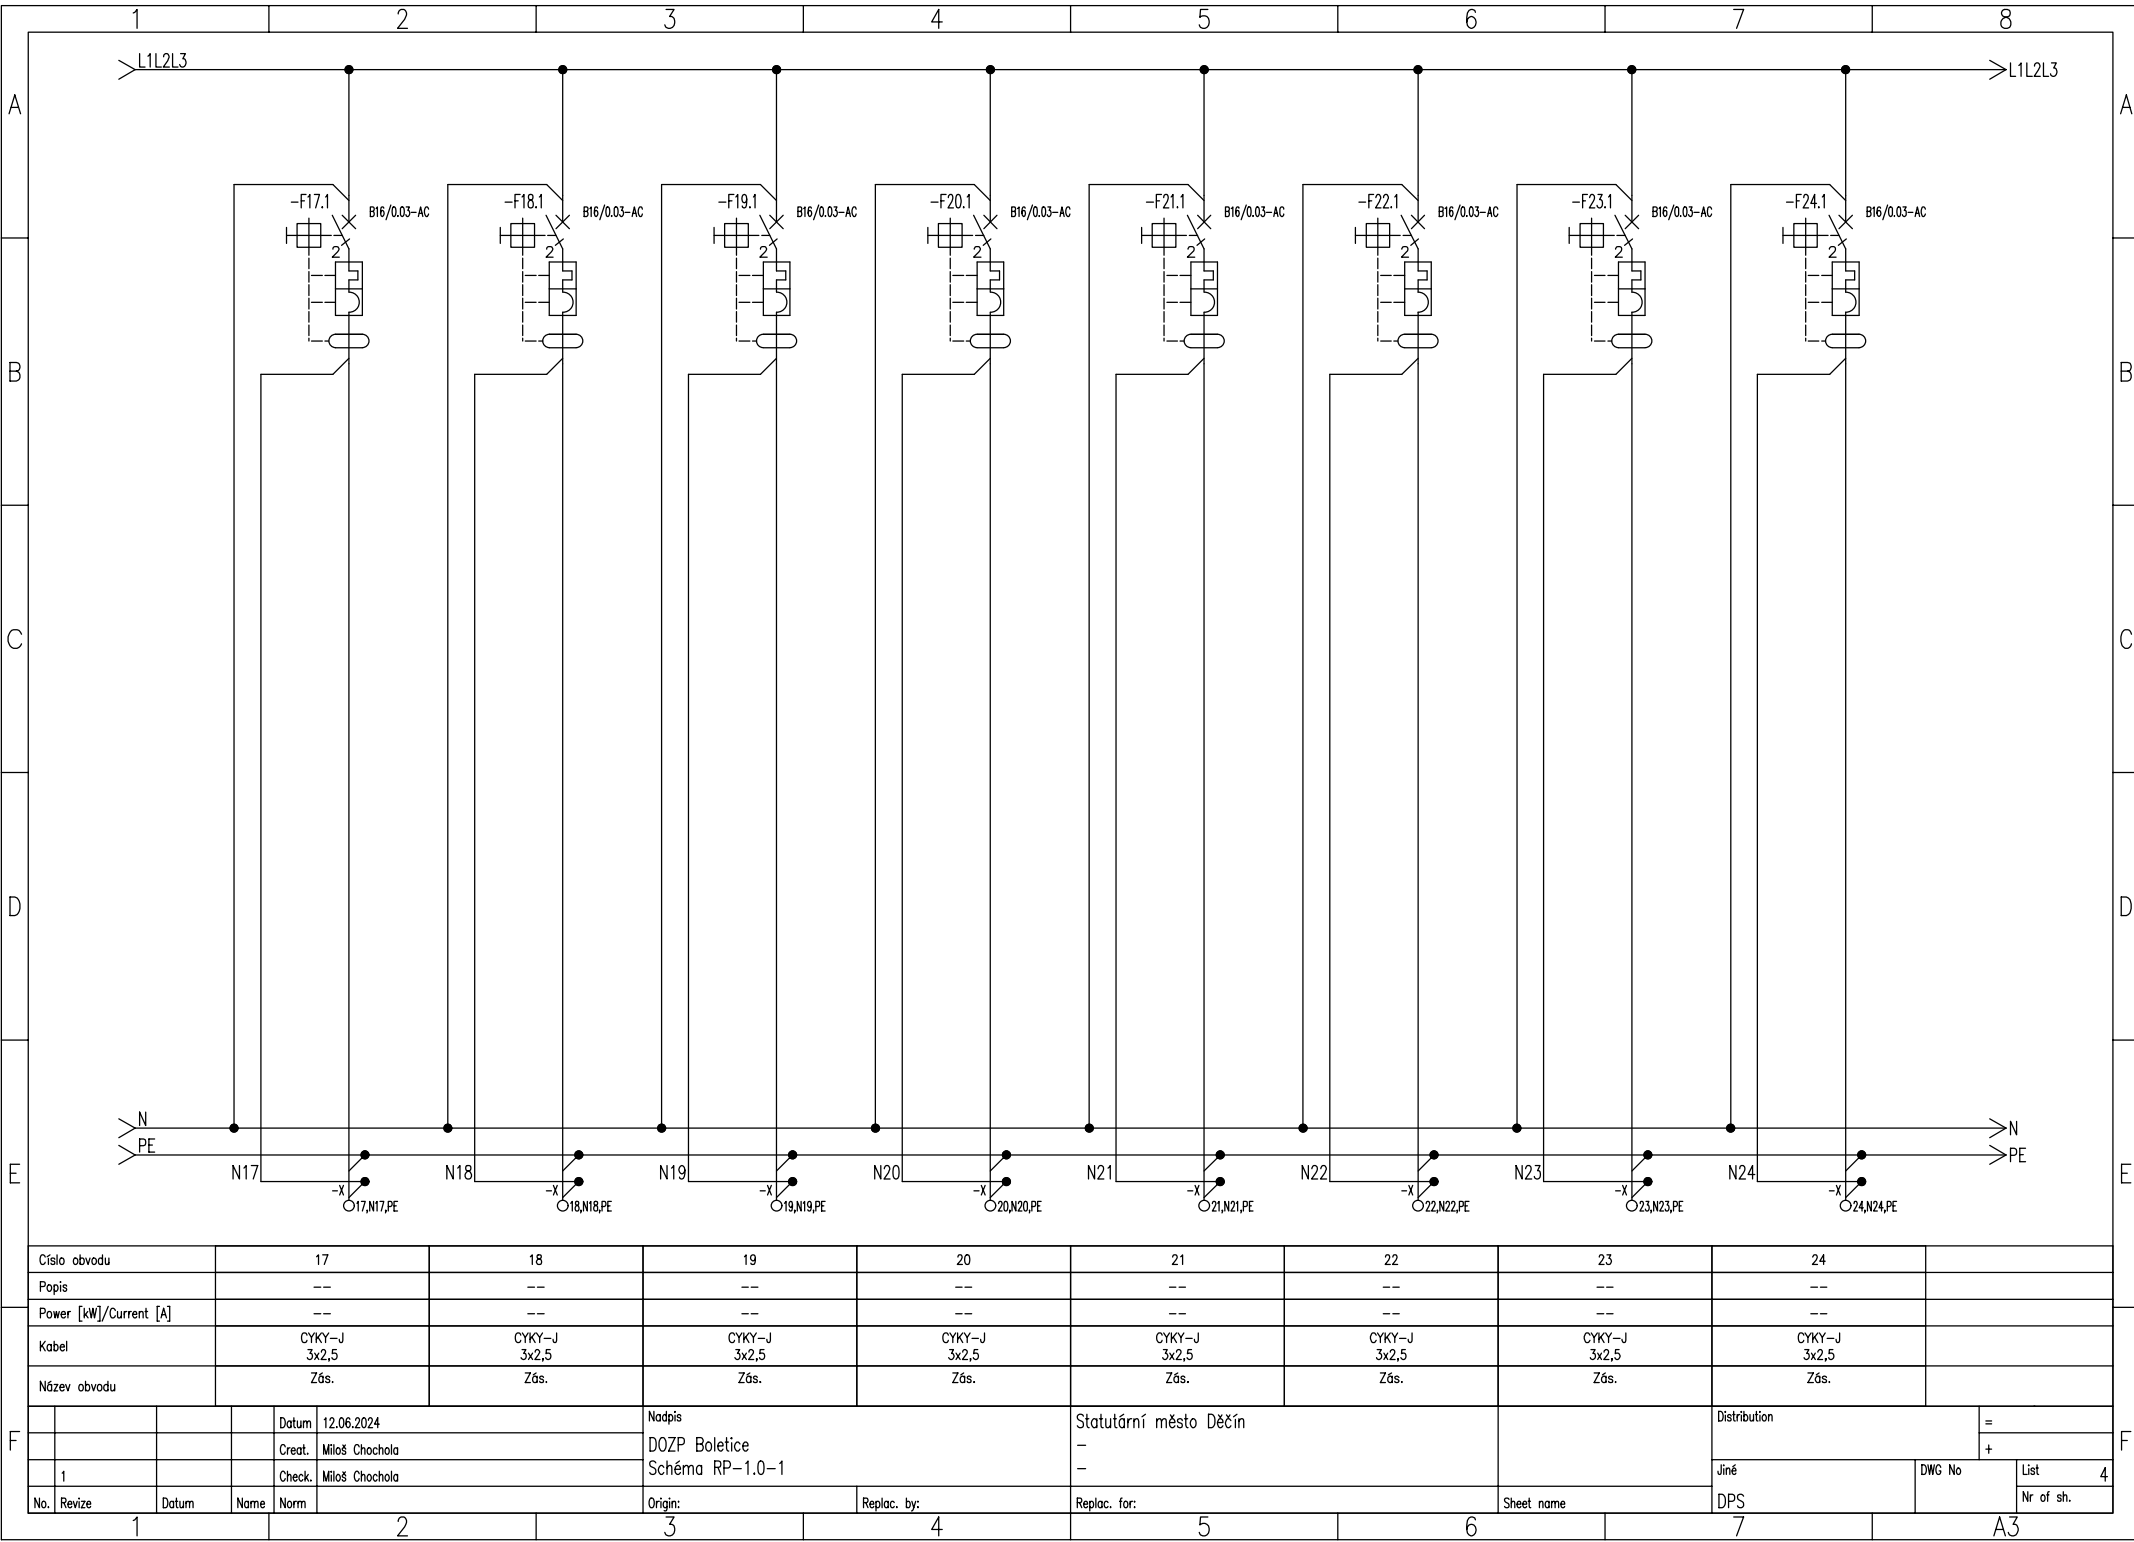 1 2 3 4 5 6 7 8
L1L2L3 L1L2L3
A A
-F17.1 -F18.1 -F19.1 -F20.1 -F21.1 -F22.1 -F23.1 -F24.1
B16/0.03-AC B16/0.03-AC B16/0.03-AC B16/0.03-AC B16/0.03-AC B16/0.03-AC B16/0.03-AC B16/0.03-AC
2 2 2 2 2 2 2 2
B B
C C
D D
N N
PE PE
E E
N17 N18 N19 N20 N21 N22 N23 N24
-X -X -X -X -X -X -X -X
17,N17,PE 18,N18,PE 19,N19,PE 20,N20,PE 21,N21,PE 22,N22,PE 23,N23,PE 24,N24,PE
Císlo obvodu 17 18 19 20 21 22 23 24
Popis -- -- -- -- -- -- -- --
Power [kW]/Current [A] -- -- -- -- -- -- -- --
Kabel CYKY-J CYKY-J CYKY-J CYKY-J CYKY-J CYKY-J CYKY-J CYKY-J
3x2,5 3x2,5 3x2,5 3x2,5 3x2,5 3x2,5 3x2,5 3x2,5
Název obvodu Zás. Zás. Zás. Zás. Zás. Zás. Zás. Zás.
F F
Datum 12.06.2024 Nadpis Statutární město Děčín Distribution =
Creat. Miloš Chochola DOZP Boletice - +
1 Check. Miloš Chochola Schéma RP-1.0-1 - Jiné DWG No List 4
No. Revize Datum Name Norm Origin: Replac. by: Replac. for: Sheet name DPS Nr of sh.
1 2 3 4 5 6 7 A3